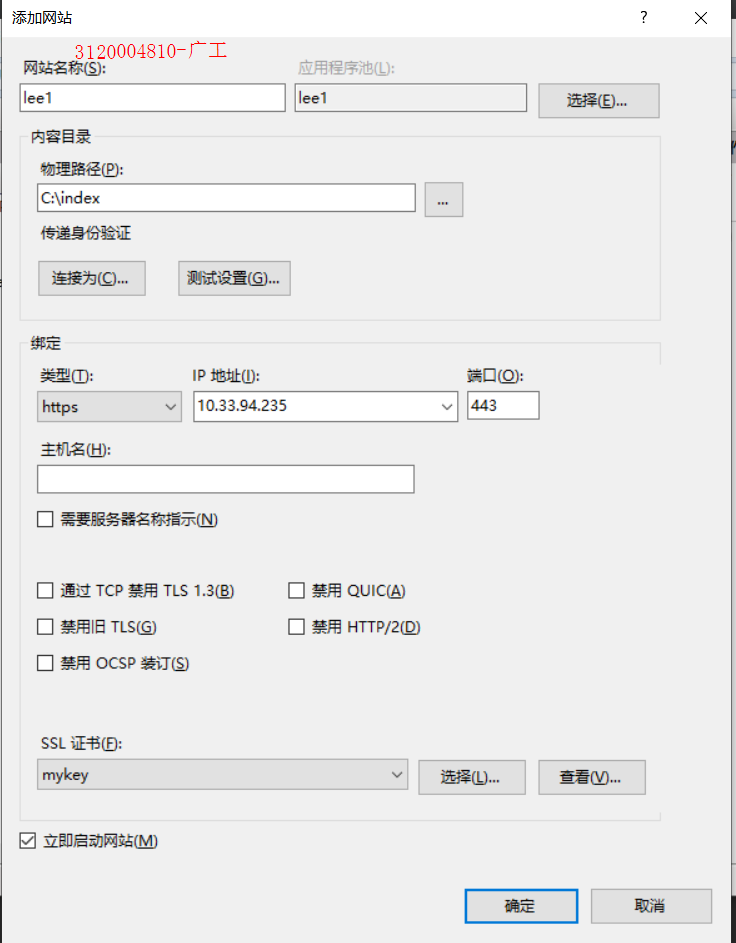 添加网站 ?
3120004810-广工
网站名称(S): 应用程序池(L):
lee1 lee1 选择(E)...
内容目录
物理路径(P):
C:\index ...
传递身份验证
连接为(C)... 测试设置(G)...
绑定
类型(T): IP 地址(I): 端口(O):
https 10.33.94.235 443
主机名(H):
需要服务器名称指示(N)
通过 TCP 禁用 TLS 1.3(B) 禁用 QUIC(A)
禁用旧 TLS(G) 禁用 HTTP/2(D)
禁用 OCSP 装订(S)
SSL 证书(F):
mykey 选择(L)... 查看(V)...
立即启动网站(M)
确定 取消